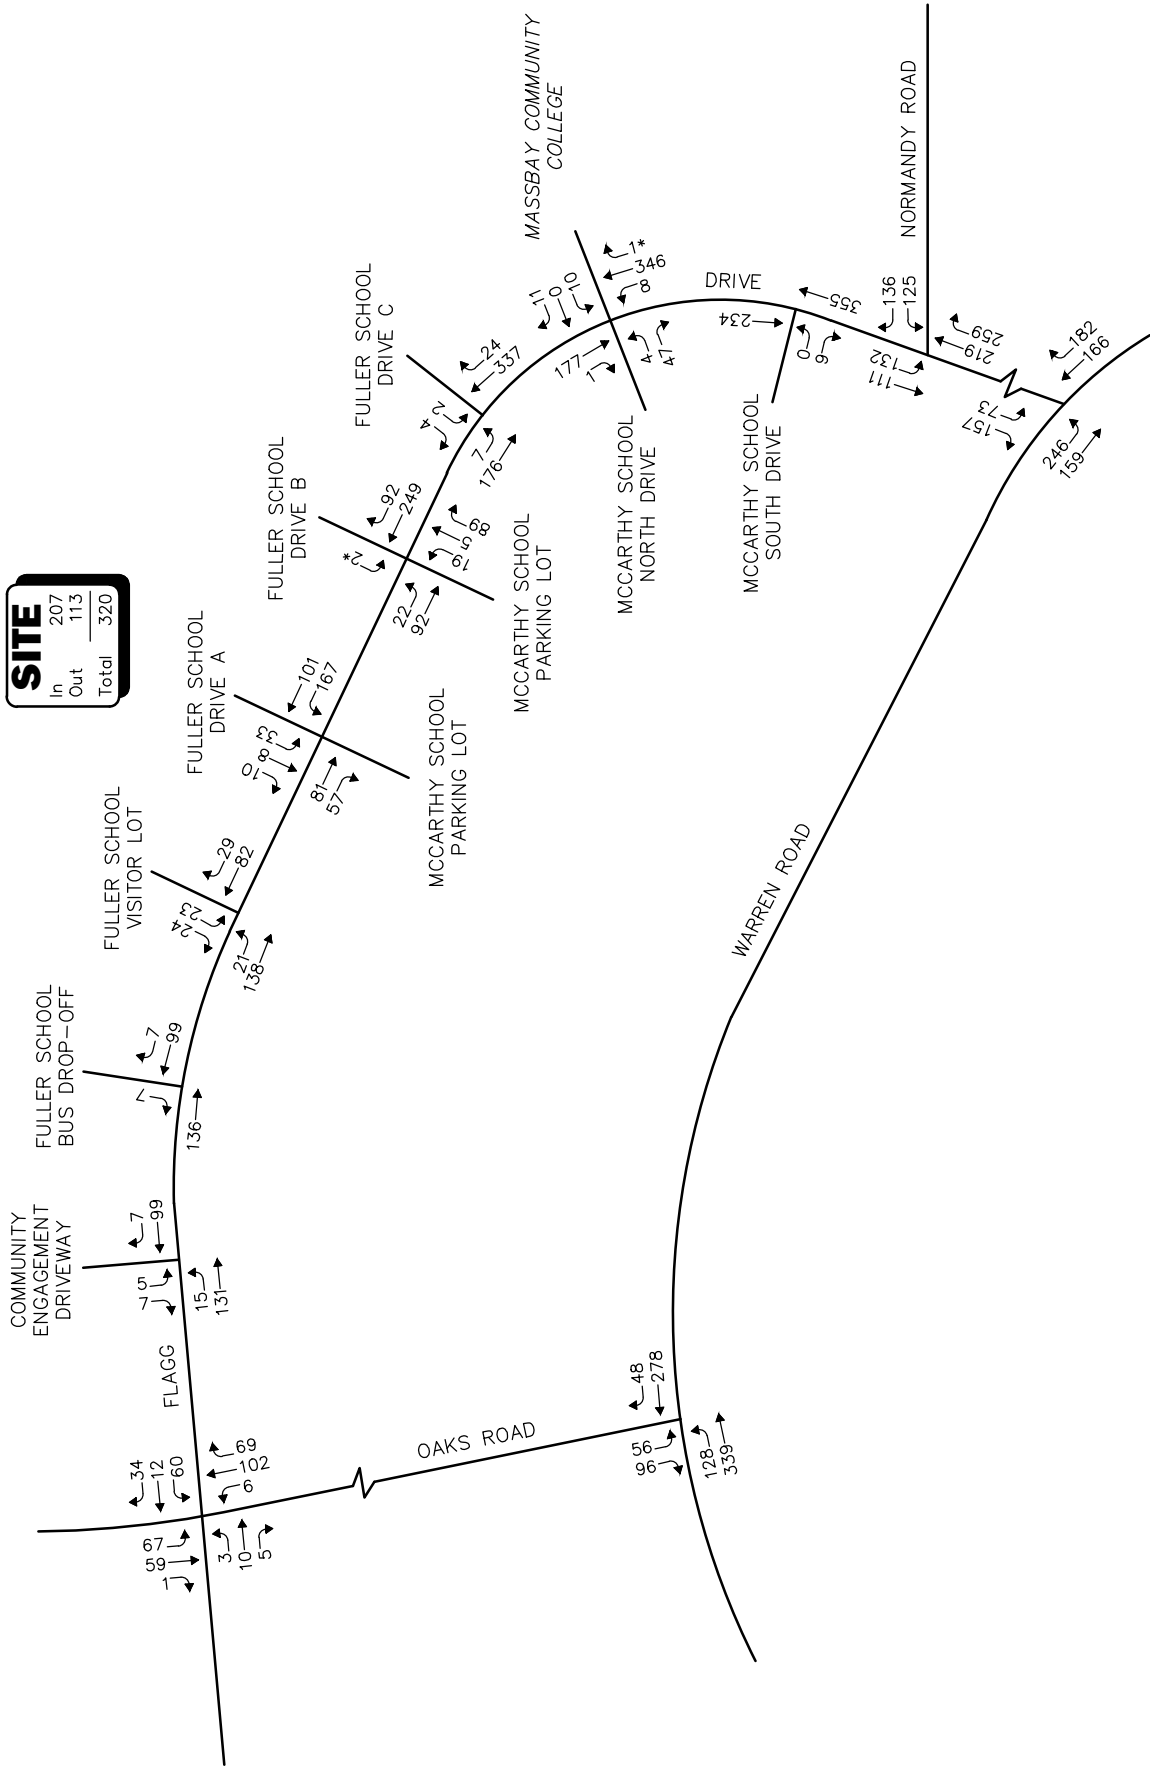 SITE
In 207
Out 113
Total 320
COMMUNITY
ENGAGEMENT
DRIVEWAY
7
99
5
7
15
131
FULLER SCHOOL
BUS DROP-OFF
7
99
7
136
FULLER SCHOOL
VISITOR LOT
29
82
23
24
21
138
FULLER SCHOOL
DRIVE A
101
167
33
8
10
81
57
MCCARTHY SCHOOL
PARKING LOT
FULLER SCHOOL
DRIVE B
92
249
2*
22
92
19
5
89
MCCARTHY SCHOOL
PARKING LOT
FULLER SCHOOL
DRIVE C
24
337
2
4
7
176
MASSBAY COMMUNITY
COLLEGE
11
0
10
1*
346
8
177
1
4
47
MCCARTHY SCHOOL
NORTH DRIVE
DRIVE
234
355
0
9
MCCARTHY SCHOOL
SOUTH DRIVE
NORMANDY ROAD
136
125
132
111
219
259
182
166
73
157
246
159
WARREN ROAD
FLAGG
34
12
60
69
102
6
67
59
1
3
10
5
OAKS ROAD
48
278
56
96
128
339